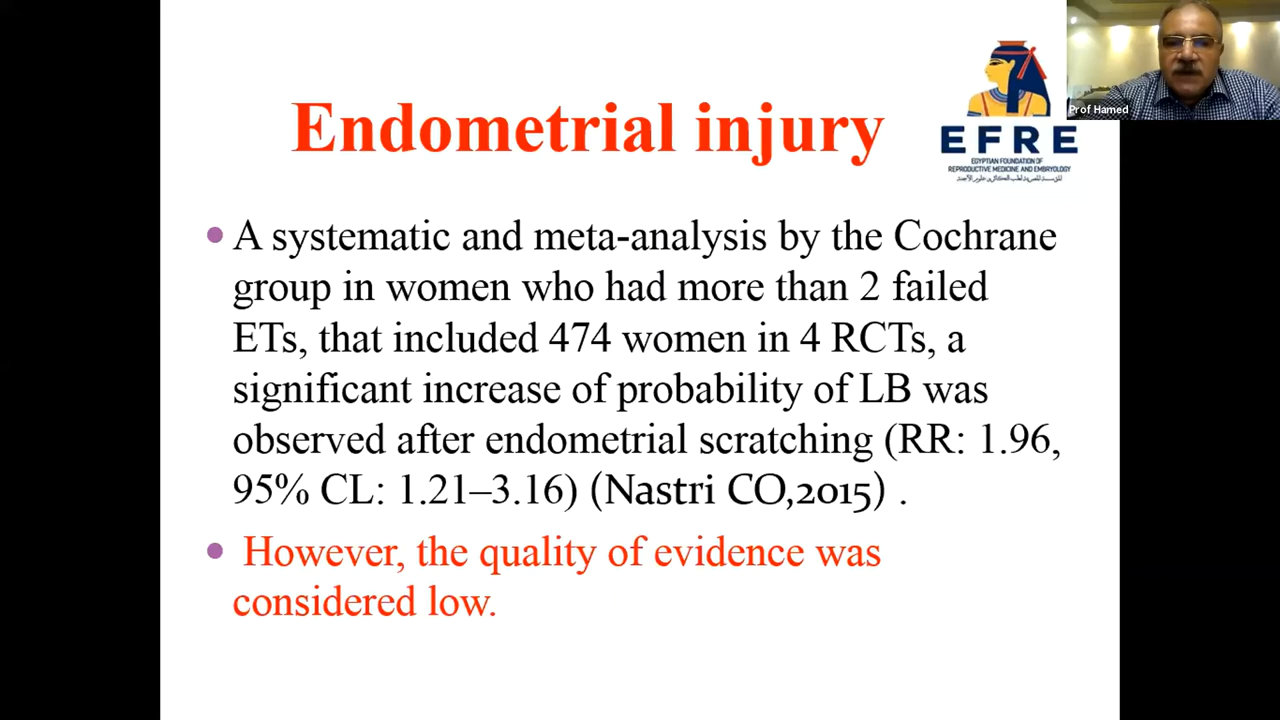 Endometrial injury
Prof Hamed
EFRE
EGYPTIAN FOUNDATION OF
REPRODUCTIVE MEDICINE AND EMBRYOLOGY
• A systematic and meta-analysis by the Cochrane
group in women who had more than 2 failed
ETs, that included 474 women in 4 RCTs, a
significant increase of probability of LB was
observed after endometrial scratching (RR: 1.96,
95% CL: 1.21–3.16) (Nastri CO,2015) .
• However, the quality of evidence was
considered low.